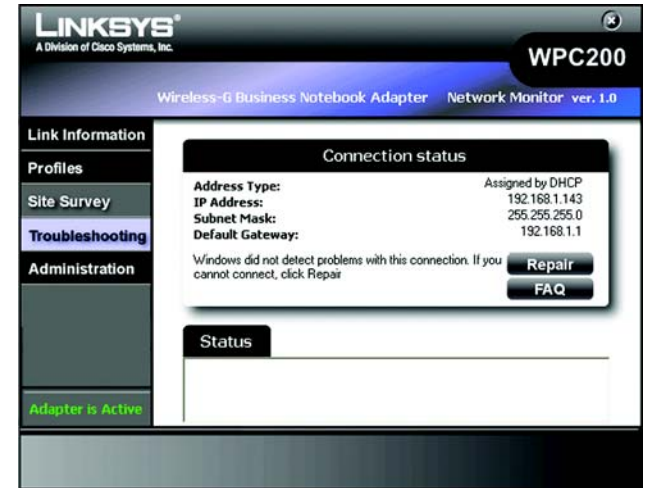 LINKSYS®
A Division of Cisco Systems, Inc.
WPC200
Wireless-G Business Notebook Adapter Network Monitor ver. 1.0
Link Information
Profiles
Site Survey
Troubleshooting
Administration
Adapter is Active
Connection status
Address Type: Assigned by DHCP
IP Address: 192.168.1.143
Subnet Mask: 255.255.255.0
Default Gateway: 192.168.1.1
Windows did not detect problems with this connection. If you
cannot connect, click Repair
Repair
FAQ
Status